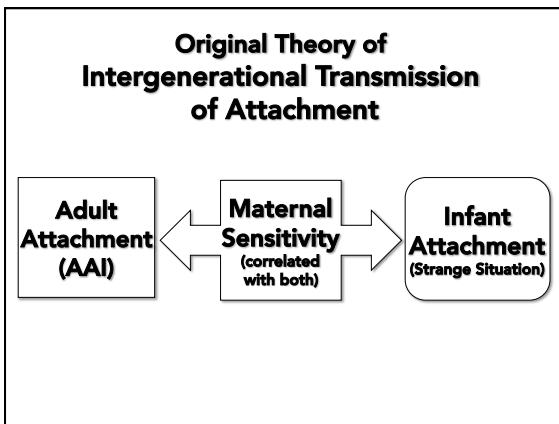 Original Theory of
Intergenerational Transmission
of Attachment
Adult
Attachment
(AAI)
Maternal
Sensitivity
(correlated
with both)
Infant
Attachment
(Strange Situation)